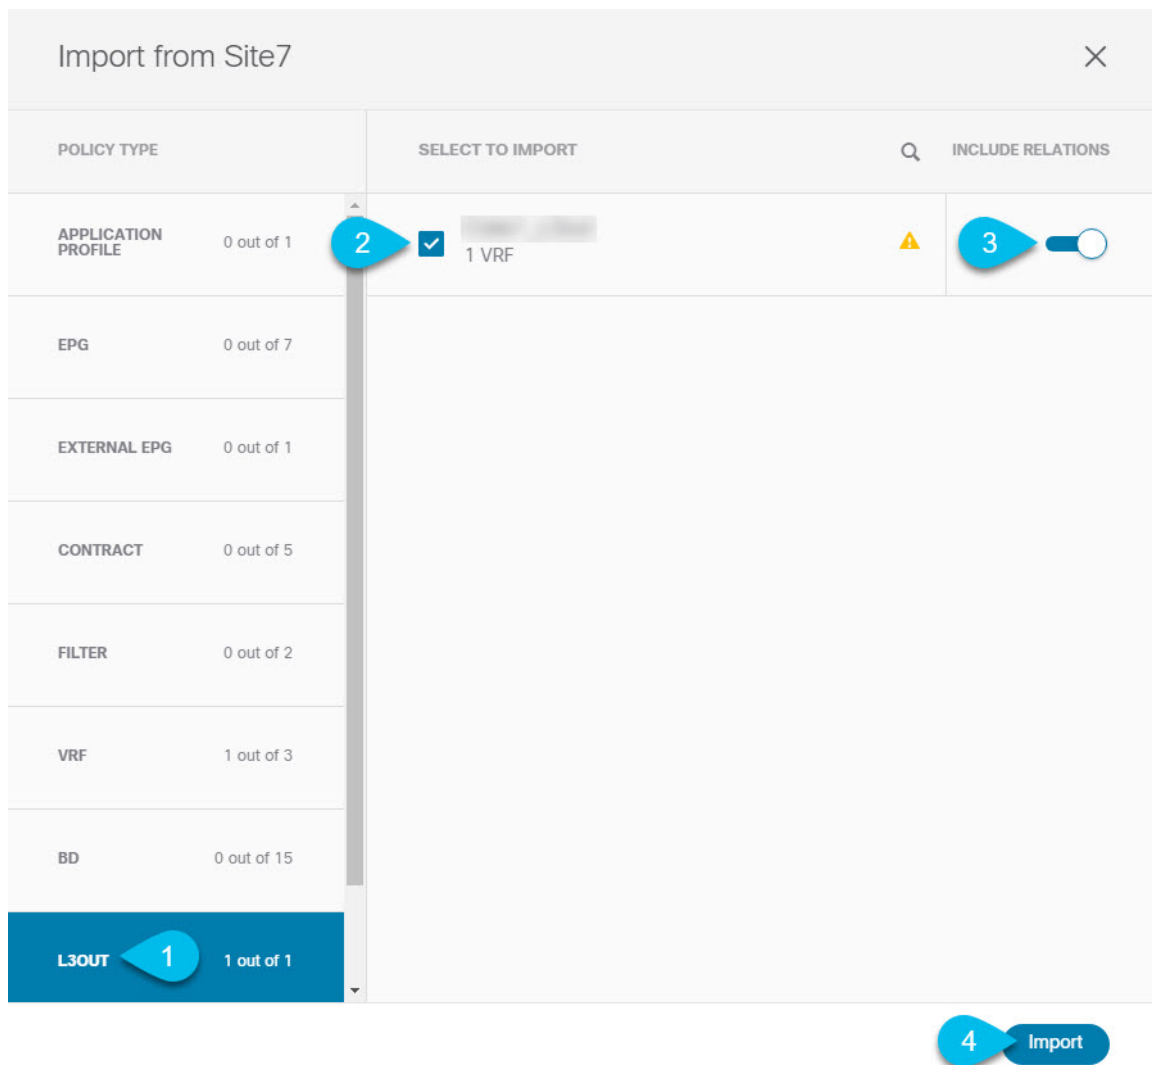 Import from Site7
POLICY TYPE
SELECT TO IMPORT
INCLUDE RELATIONS
APPLICATION
PROFILE
0 out of 1
2
1 VRF
3
EPG
0 out of 7
EXTERNAL EPG
0 out of 1
CONTRACT
0 out of 5
FILTER
0 out of 2
VRF
1 out of 3
BD
0 out of 15
L3OUT
1
1 out of 1
4
Import